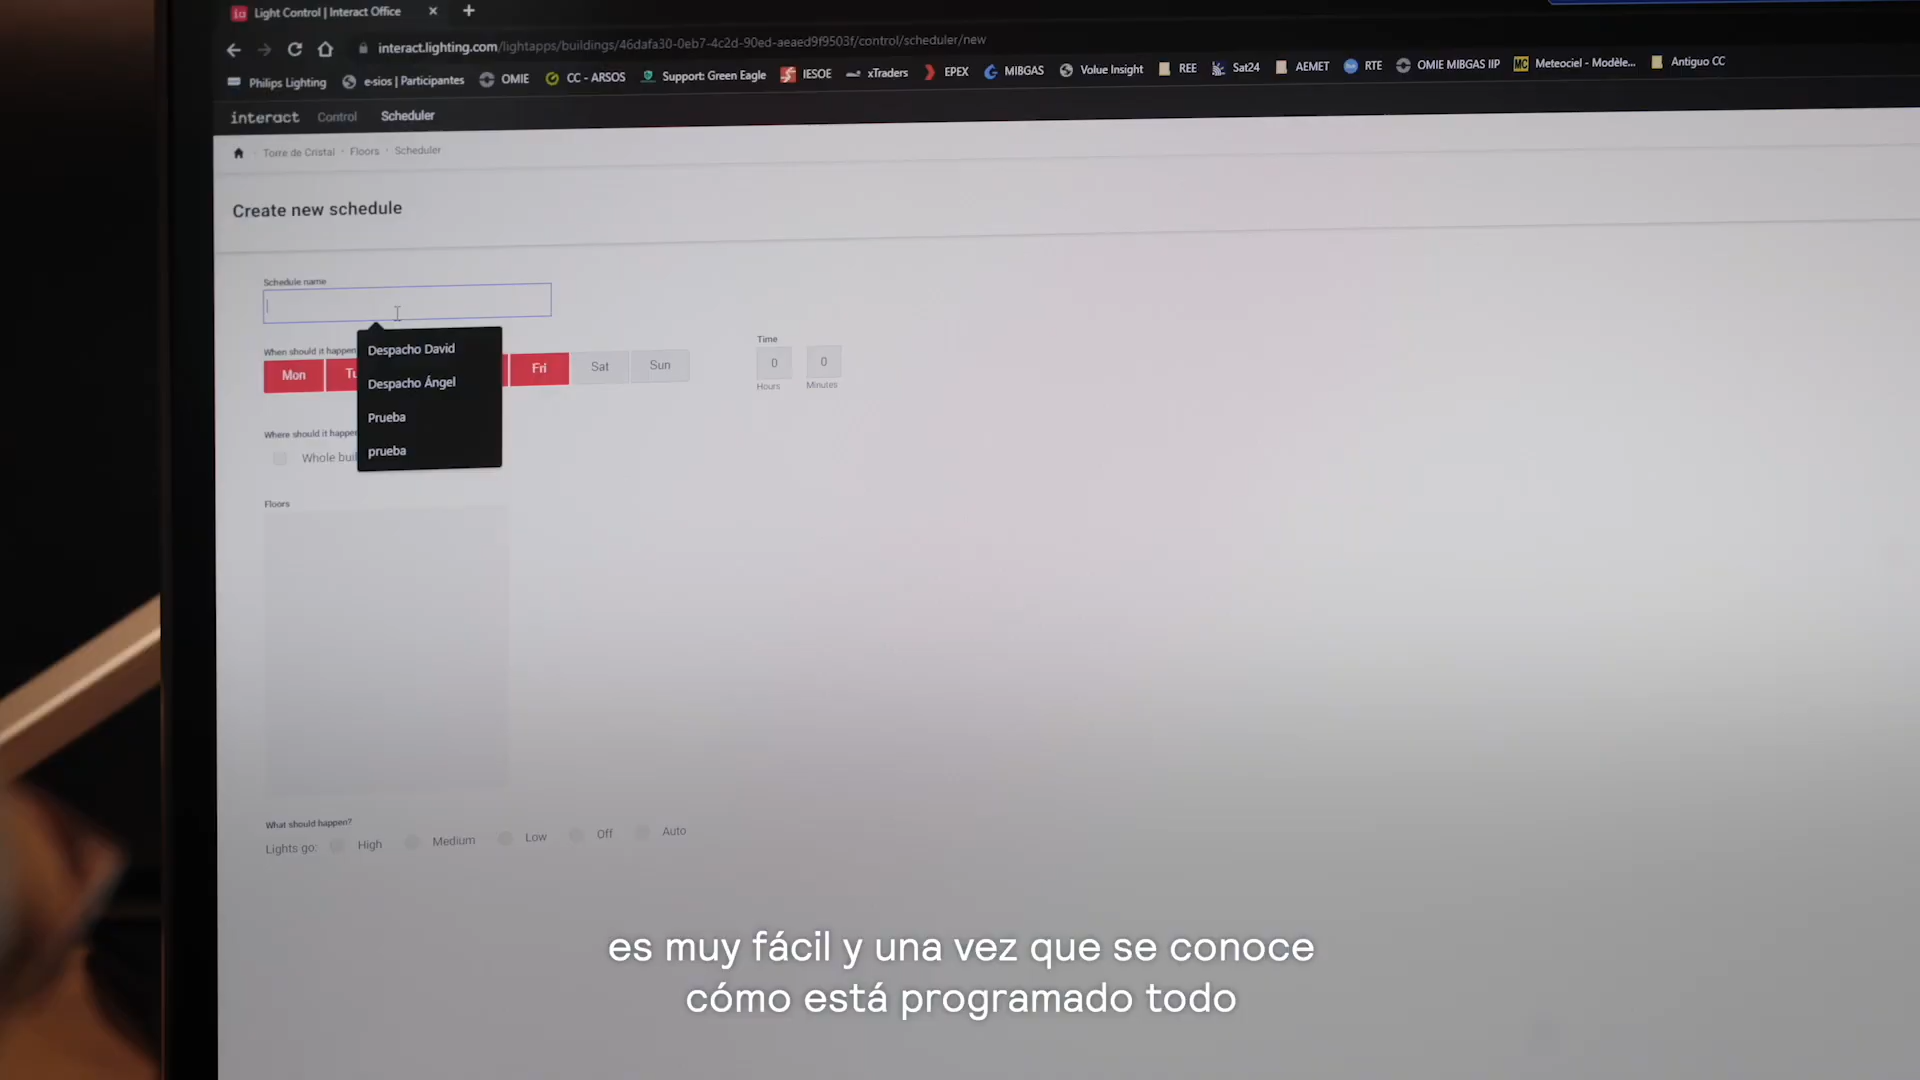 Light Control | Interact Office
interact.lighting.com/lightapps/buildings/46dafa30-0eb7-4c2d-90ed-aeaed9f9503f/control/scheduler/new
Philips Lighting e-sios | Participantes OMIE CC - ARSOS Support: Green Eagle IESOE xTraders EPEX MIBGAS Volue Insight REE Sat24 AEMET RTE OMIE MIBGAS IIP Meteociel - Modèle... Antiguo CC
interact Control Scheduler
Torre de Cristal · Floors · Scheduler
Create new schedule
Schedule name
Despacho David
Despacho Ángel
Prueba
prueba
When should it happen
Mon Tu Fri Sat Sun
Time
0 0
Hours Minutes
Where should it happen
Whole buil
Floors
What should happen?
Lights go: High Medium Low Off Auto
es muy fácil y una vez que se conoce
cómo está programado todo